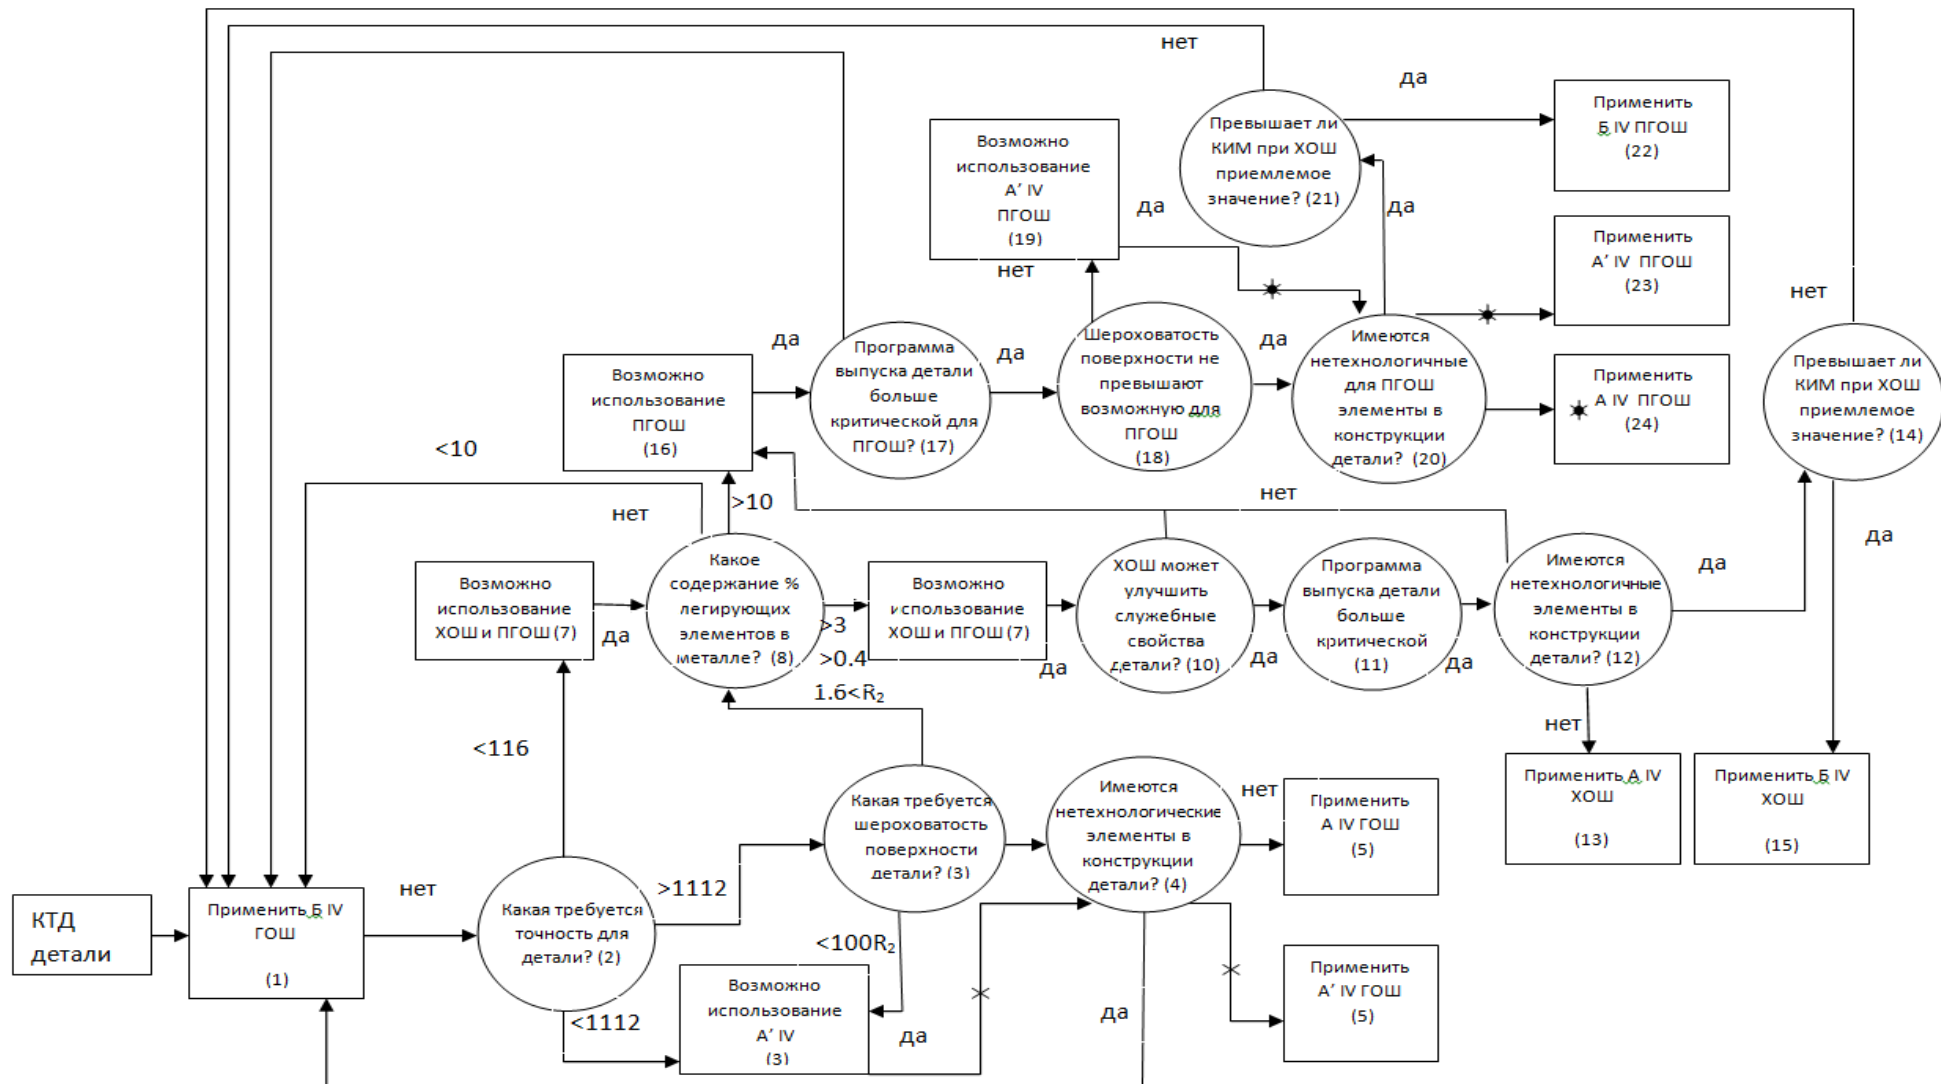 нет
да
Применить
Б IV ПГОШ
(22)
Превышает ли
КИМ при ХОШ
приемлемое
значение? (21)
Возможно
использование
А′ IV
ПГОШ
(19)
да
да
Применить
А′ IV ПГОШ
(23)
нет
нет
Шероховатость
поверхности не
превышают
возможную для
ПГОШ
(18)
да
Имеются
нетехнологичные
для ПГОШ
элементы в
конструкции
детали? (20)
Применить
А IV ПГОШ
(24)
Превышает ли
КИМ при ХОШ
приемлемое
значение? (14)
да
Программа
выпуска детали
больше
критической для
ПГОШ? (17)
да
Возможно
использование
ПГОШ
(16)
<10
>10
нет
нет
да
Возможно
использование
ХОШ и ПГОШ (7)
да
Какое
содержание %
легирующих
элементов в
металле? (8)
>3
>0.4
1.6<R₂
Возможно
использование
ХОШ и ПГОШ (7)
да
ХОШ может
улучшить
служебные
свойства
детали? (10)
да
Программа
выпуска детали
больше
критической
(11)
да
Имеются
нетехнологичные
элементы в
конструкции
детали? (12)
да
нет
<116
Применить А IV
ХОШ
(13)
Применить Б IV
ХОШ
(15)
Какая требуется
шероховатость
поверхности
детали? (3)
Имеются
нетехнологические
элементы в
конструкции
детали? (4)
нет
Применить
А IV ГОШ
(5)
КТД
детали
Применить Б IV
ГОШ
(1)
нет
Какая требуется
точность для
детали? (2)
>1112
<100R₂
<1112
Возможно
использование
А′ IV
(3)
да
да
Применить
А′ IV ГОШ
(5)